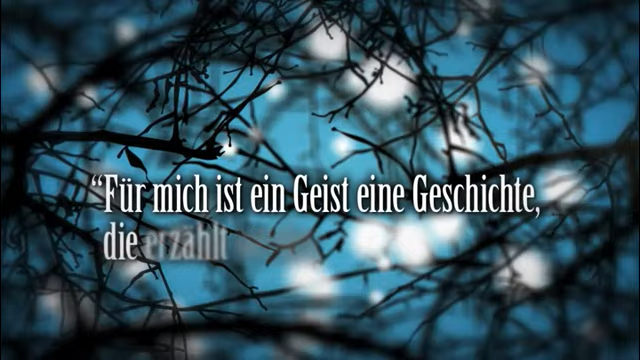 “Für mich ist ein Geist eine Geschichte,
die erzählt